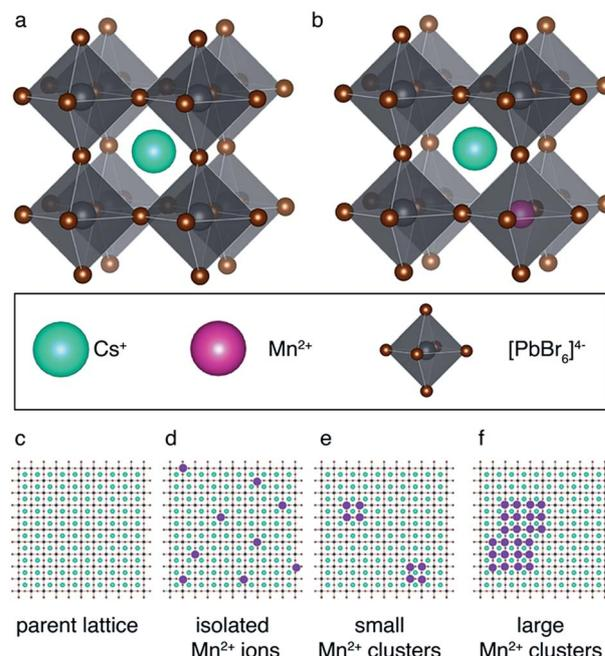 a
b
Cs⁺
Mn²⁺
[PbBr₆]⁴⁻
c
d
e
f
parent lattice
isolated
Mn²⁺ ions
small
Mn²⁺ clusters
large
Mn²⁺ clusters